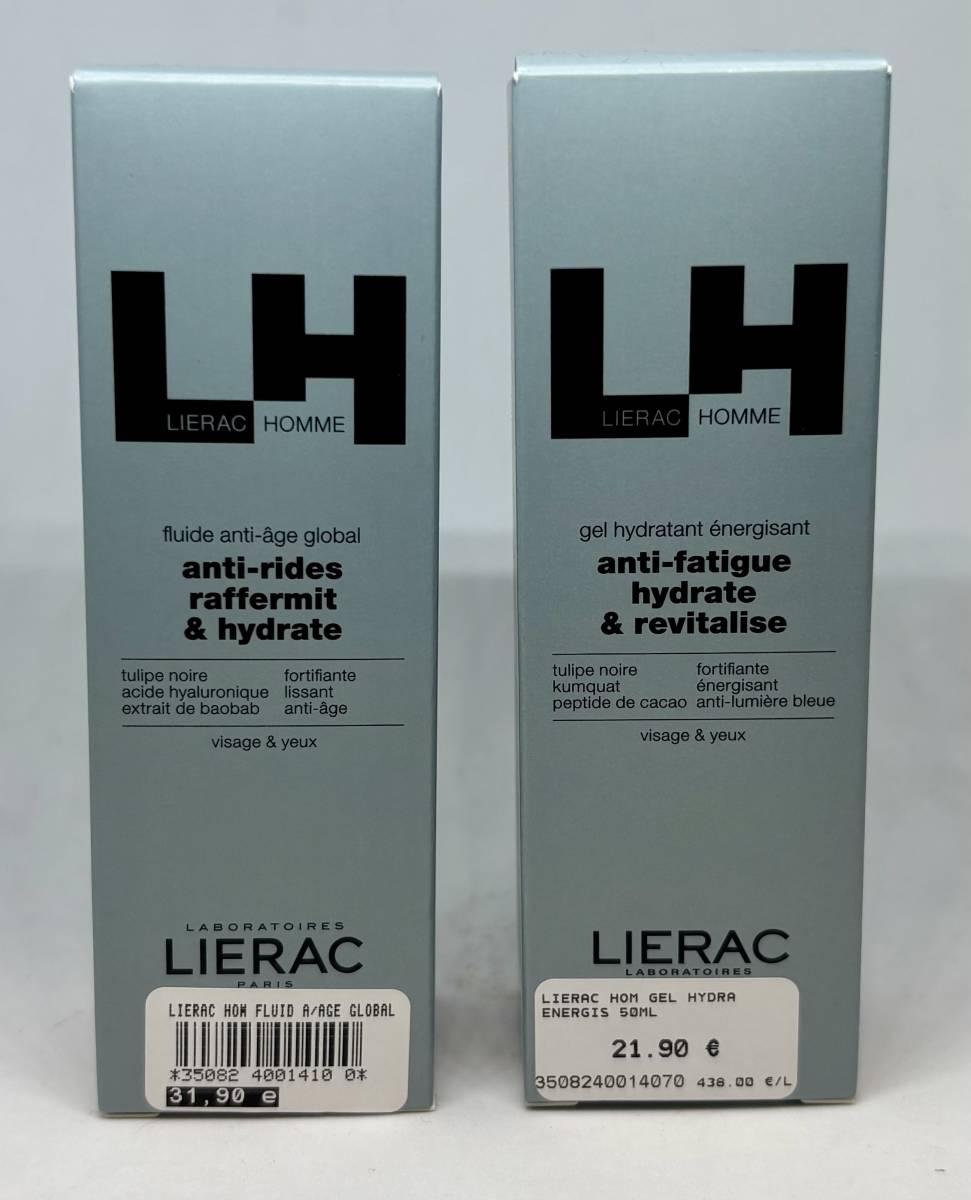 LH
LIERAC HOMME
fluide anti-âge global
anti-rides
raffermit
& hydrate
tulipe noire fortifiante
acide hyaluronique lissant
extrait de baobab anti-âge
visage & yeux
LABORATOIRES
LIERAC
PARIS
LIERAC HOM FLUID A/AGE GLOBAL
*35082 4001410 0*
31,90 e
LH
LIERAC HOMME
gel hydratant énergisant
anti-fatigue
hydrate
& revitalise
tulipe noire fortifiante
kumquat énergisant
peptide de cacao anti-lumière bleue
visage & yeux
LIERAC
LABORATOIRES
LIERAC HOM GEL HYDRA
ENERGIS 50ML
21.90 €
3508240014070 438.00 €/L